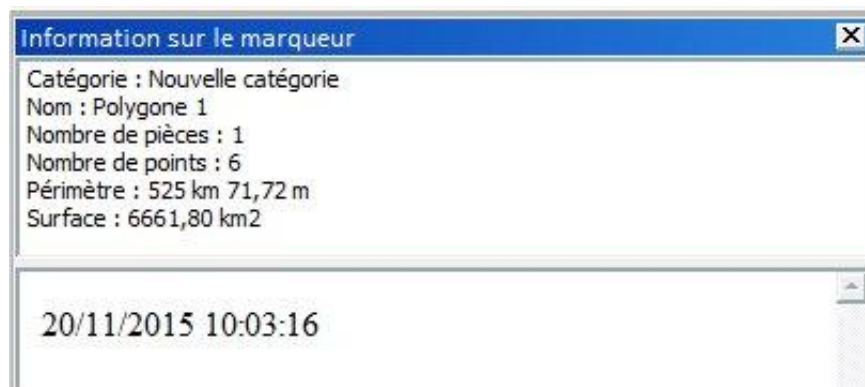 Information sur le marqueur
Catégorie : Nouvelle catégorie
Nom : Polygone 1
Nombre de pièces : 1
Nombre de points : 6
Périmètre : 525 km 71,72 m
Surface : 6661,80 km2
20/11/2015 10:03:16